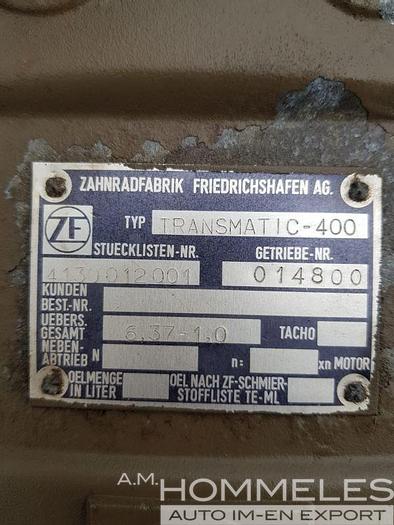 ZAHNRADFABRIK FRIEDRICHSHAFEN AG.
ZF
TYP TRANSMATIC-400
STUECKLISTEN-NR. GETRIEBE-NR.
4139012001 014800
KUNDEN
BEST.-NR.
UEBERS.
GESAMT 6,37-1,0 TACHO
NEBEN-
ABTRIEB N n: xn MOTOR
OELMENGE
IN LITER
OEL NACH ZF-SCHMIER-
STOFFLISTE TE-ML
A.M.
HOMMELES
AUTO IM-EN EXPORT